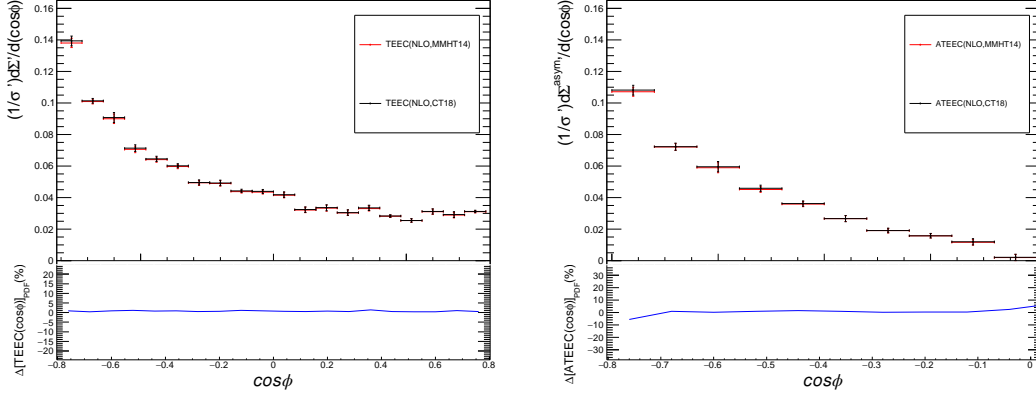 (1/σ')dΣ'/d(cosϕ)
0.16
0.14
0.12
0.1
0.08
0.06
0.04
0.02
0
TEEC(NLO,MMHT14)
TEEC(NLO,CT18)
Δ[TEEC(cosϕ)]PDF(%)
20
15
10
5
0
−5
−10
−15
−20
−0.8 −0.6 −0.4 −0.2 0 0.2 0.4 0.6 0.8
cosϕ
(1/σ')dΣ'asym/d(cosϕ)
0.16
0.14
0.12
0.1
0.08
0.06
0.04
0.02
0
ATEEC(NLO,MMHT14)
ATEEC(NLO,CT18)
Δ[ATEEC(cosϕ)]PDF(%)
30
20
10
0
−10
−20
−30
−0.8 −0.7 −0.6 −0.5 −0.4 −0.3 −0.2 −0.1 0
cosϕ